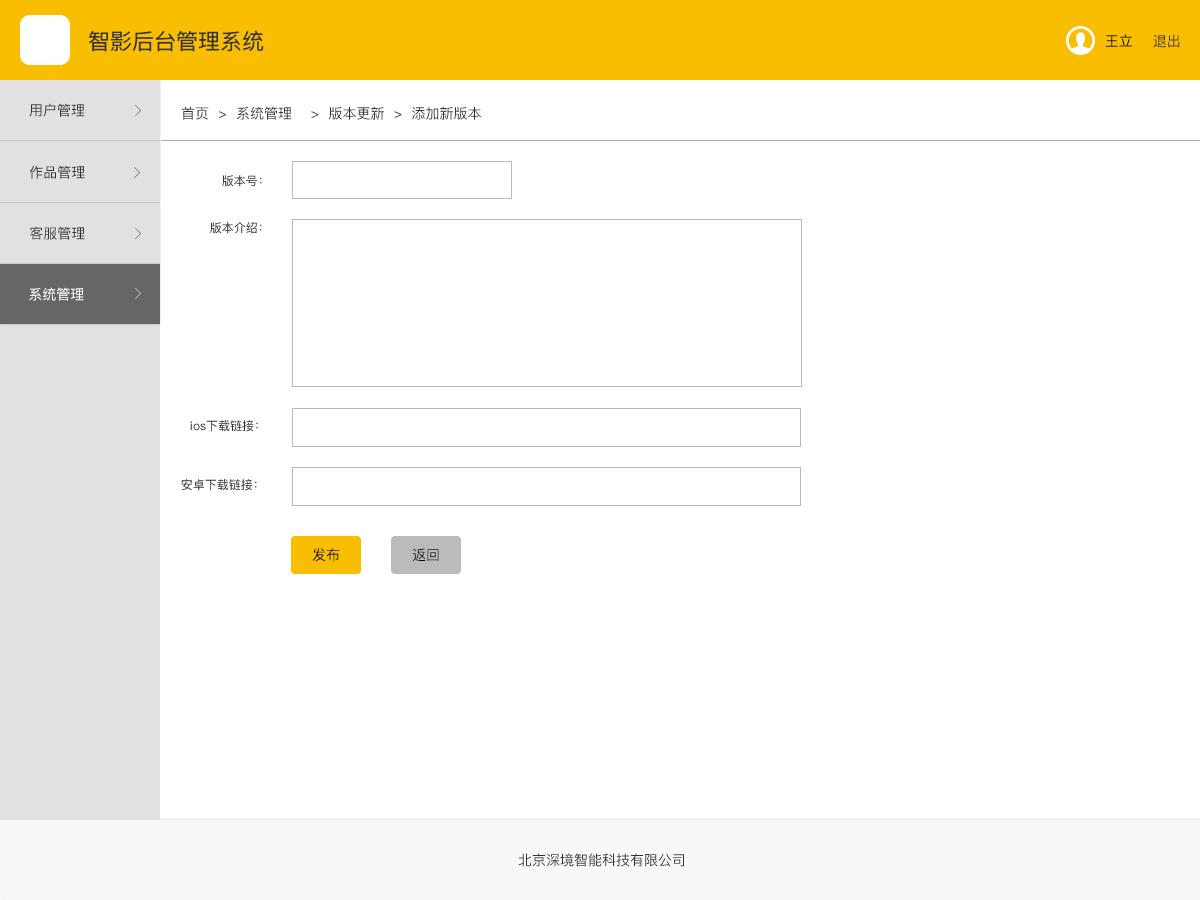 智影后台管理系统
王立 退出
用户管理
作品管理
客服管理
系统管理
首页 > 系统管理 > 版本更新 > 添加新版本
版本号：
版本介绍：
ios下载链接：
安卓下载链接：
发布 返回
北京深境智能科技有限公司